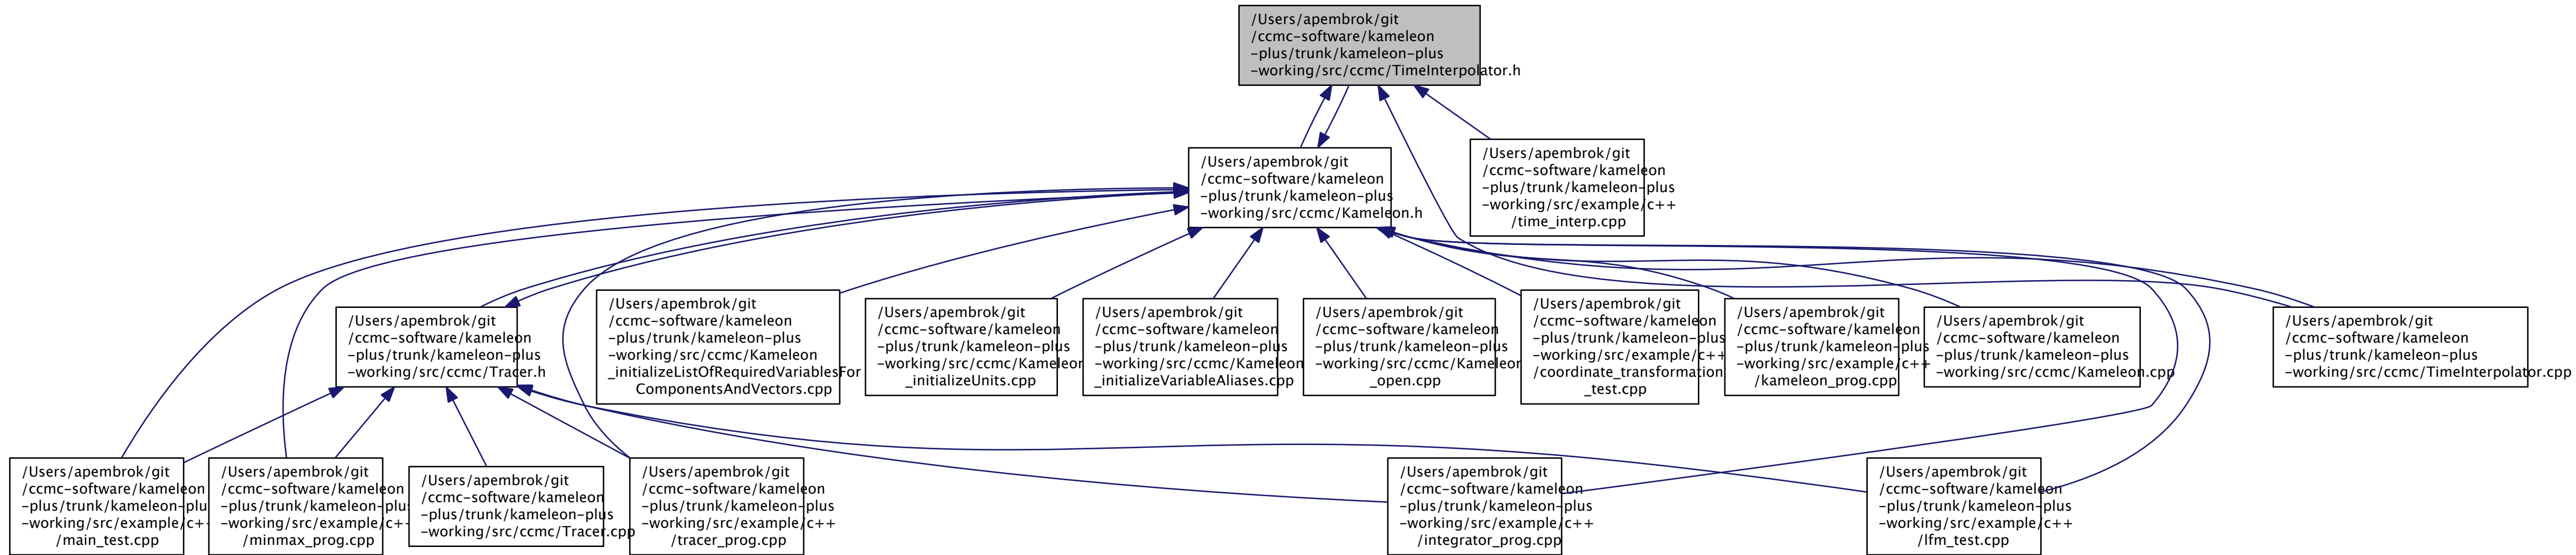 /Users/apembrok/git
/ccmc-software/kameleon
-plus/trunk/kameleon-plus
-working/src/ccmc/TimeInterpolator.h
/Users/apembrok/git
/ccmc-software/kameleon
-plus/trunk/kameleon-plus
-working/src/ccmc/Kameleon.h
/Users/apembrok/git
/ccmc-software/kameleon
-plus/trunk/kameleon-plus
-working/src/example/c++
/time_interp.cpp
/Users/apembrok/git
/ccmc-software/kameleon
-plus/trunk/kameleon-plus
-working/src/ccmc/Tracer.h
/Users/apembrok/git
/ccmc-software/kameleon
-plus/trunk/kameleon-plus
-working/src/ccmc/Kameleon
_initializeListOfRequiredVariablesFor
ComponentsAndVectors.cpp
/Users/apembrok/git
/ccmc-software/kameleon
-plus/trunk/kameleon-plus
-working/src/ccmc/Kameleon
_initializeUnits.cpp
/Users/apembrok/git
/ccmc-software/kameleon
-plus/trunk/kameleon-plus
-working/src/ccmc/Kameleon
_initializeVariableAliases.cpp
/Users/apembrok/git
/ccmc-software/kameleon
-plus/trunk/kameleon-plus
-working/src/ccmc/Kameleon
_open.cpp
/Users/apembrok/git
/ccmc-software/kameleon
-plus/trunk/kameleon-plus
-working/src/example/c++
/coordinate_transformation
_test.cpp
/Users/apembrok/git
/ccmc-software/kameleon
-plus/trunk/kameleon-plus
-working/src/example/c++
/kameleon_prog.cpp
/Users/apembrok/git
/ccmc-software/kameleon
-plus/trunk/kameleon-plus
-working/src/ccmc/Kameleon.cpp
/Users/apembrok/git
/ccmc-software/kameleon
-plus/trunk/kameleon-plus
-working/src/ccmc/TimeInterpolator.cpp
/Users/apembrok/git
/ccmc-software/kameleon
-plus/trunk/kameleon-plus
-working/src/example/c++
/main_test.cpp
/Users/apembrok/git
/ccmc-software/kameleon
-plus/trunk/kameleon-plus
-working/src/example/c++
/minmax_prog.cpp
/Users/apembrok/git
/ccmc-software/kameleon
-plus/trunk/kameleon-plus
-working/src/ccmc/Tracer.cpp
/Users/apembrok/git
/ccmc-software/kameleon
-plus/trunk/kameleon-plus
-working/src/example/c++
/tracer_prog.cpp
/Users/apembrok/git
/ccmc-software/kameleon
-plus/trunk/kameleon-plus
-working/src/example/c++
/integrator_prog.cpp
/Users/apembrok/git
/ccmc-software/kameleon
-plus/trunk/kameleon-plus
-working/src/example/c++
/lfm_test.cpp